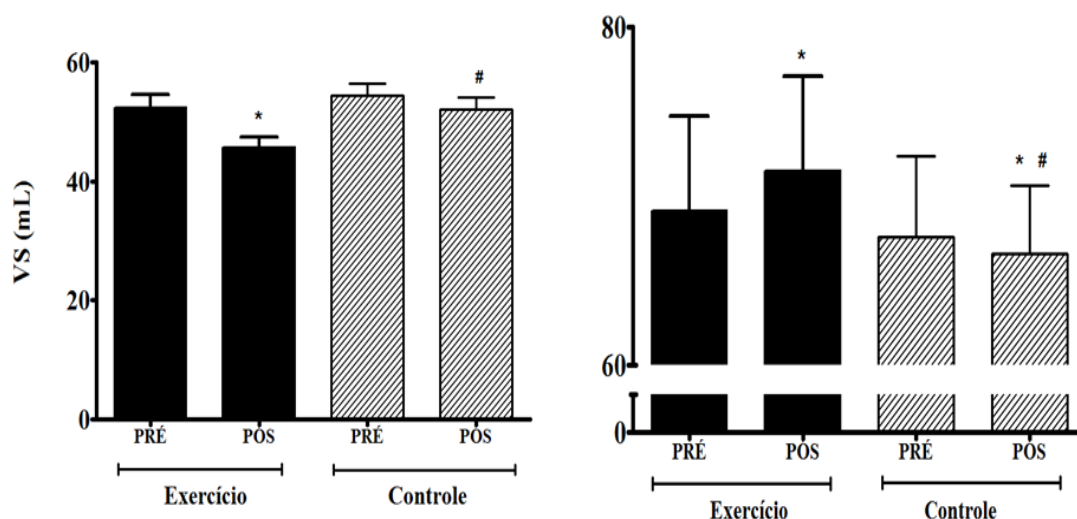 VS (mL)
60
40
20
0
*
#
PRÉ PÓS PRÉ PÓS
Exercício Controle
80
60
0
*
* #
PRÉ PÓS PRÉ PÓS
Exercício Controle